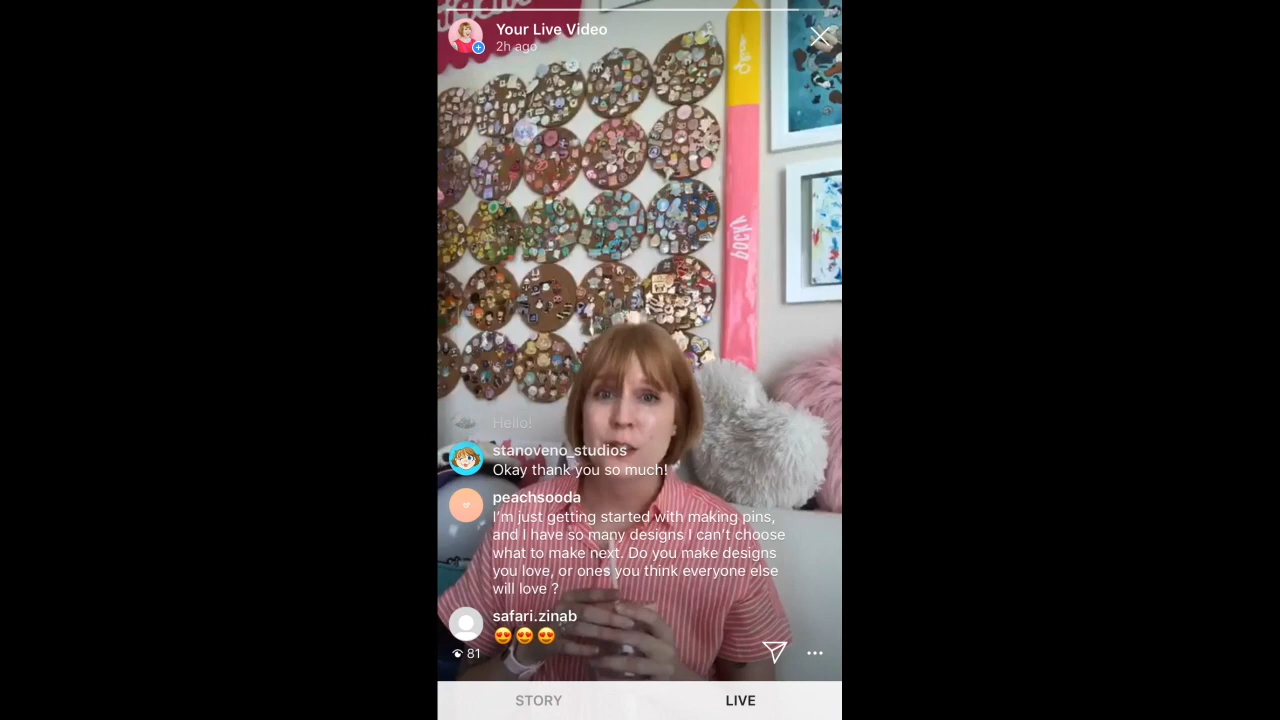 Your Live Video
2h ago
pocky
Hello!
stanoveno_studios
Okay thank you so much!
peachsooda
I'm just getting started with making pins,
and I have so many designs I can't choose
what to make next. Do you make designs
you love, or ones you think everyone else
will love ?
safari.zinab
😍😍😍
81
STORY
LIVE